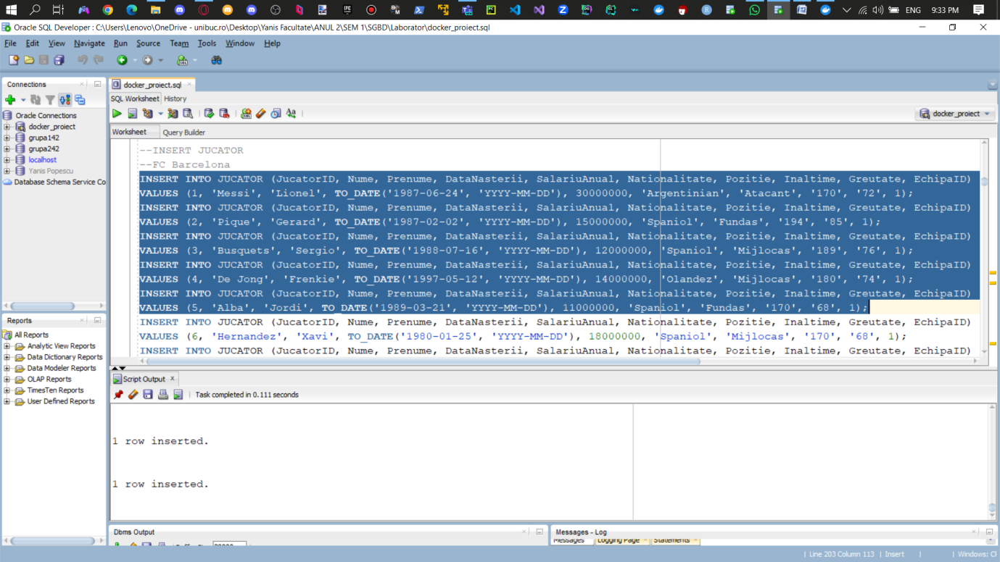 ENG 9:33 PM
Oracle SQL Developer : C:\Users\Lenovo\OneDrive - unibuc.ro\Desktop\Yanis Facultate\ANUL 2\SEM 1\SGBD\Laborator\docker_proiect.sql
File Edit View Navigate Run Source Team Tools Window Help
Connections
docker_proiect.sql
SQL Worksheet History
Oracle Connections
docker_proiect
grupa142
grupa242
localhost
Yanis Popescu
Database Schema Service Co
docker_proiect
Worksheet Query Builder
--INSERT JUCATOR
--FC Barcelona
INSERT INTO JUCATOR (JucatorID, Nume, Prenume, DataNasterii, SalariuAnual, Nationalitate, Pozitie, Inaltime, Greutate, EchipaID)
VALUES (1, 'Messi', 'Lionel', TO_DATE('1987-06-24', 'YYYY-MM-DD'), 30000000, 'Argentinian', 'Atacant', '170', '72', 1);
INSERT INTO JUCATOR (JucatorID, Nume, Prenume, DataNasterii, SalariuAnual, Nationalitate, Pozitie, Inaltime, Greutate, EchipaID)
VALUES (2, 'Pique', 'Gerard', TO_DATE('1987-02-02', 'YYYY-MM-DD'), 15000000, 'Spaniol', 'Fundas', '194', '85', 1);
INSERT INTO JUCATOR (JucatorID, Nume, Prenume, DataNasterii, SalariuAnual, Nationalitate, Pozitie, Inaltime, Greutate, EchipaID)
VALUES (3, 'Busquets', 'Sergio', TO_DATE('1988-07-16', 'YYYY-MM-DD'), 12000000, 'Spaniol', 'Mijlocas', '189', '76', 1);
INSERT INTO JUCATOR (JucatorID, Nume, Prenume, DataNasterii, SalariuAnual, Nationalitate, Pozitie, Inaltime, Greutate, EchipaID)
VALUES (4, 'De Jong', 'Frenkie', TO_DATE('1997-05-12', 'YYYY-MM-DD'), 14000000, 'Olandez', 'Mijlocas', '180', '74', 1);
INSERT INTO JUCATOR (JucatorID, Nume, Prenume, DataNasterii, SalariuAnual, Nationalitate, Pozitie, Inaltime, Greutate, EchipaID)
VALUES (5, 'Alba', 'Jordi', TO_DATE('1989-03-21', 'YYYY-MM-DD'), 11000000, 'Spaniol', 'Fundas', '170', '68', 1);
INSERT INTO JUCATOR (JucatorID, Nume, Prenume, DataNasterii, SalariuAnual, Nationalitate, Pozitie, Inaltime, Greutate, EchipaID)
VALUES (6, 'Hernandez', 'Xavi', TO_DATE('1980-01-25', 'YYYY-MM-DD'), 18000000, 'Spaniol', 'Mijlocas', '170', '68', 1);
INSERT INTO JUCATOR (JucatorID, Nume, Prenume, DataNasterii, SalariuAnual, Nationalitate, Pozitie, Inaltime, Greutate, EchipaID)
Reports
All Reports
Analytic View Reports
Data Dictionary Reports
Data Modeler Reports
OLAP Reports
TimesTen Reports
User Defined Reports
Script Output
Task completed in 0.111 seconds
1 row inserted.
1 row inserted.
Dbms Output
Messages - Log
Messages Logging Page Statements
Line 203 Column 113 Insert Windows: C